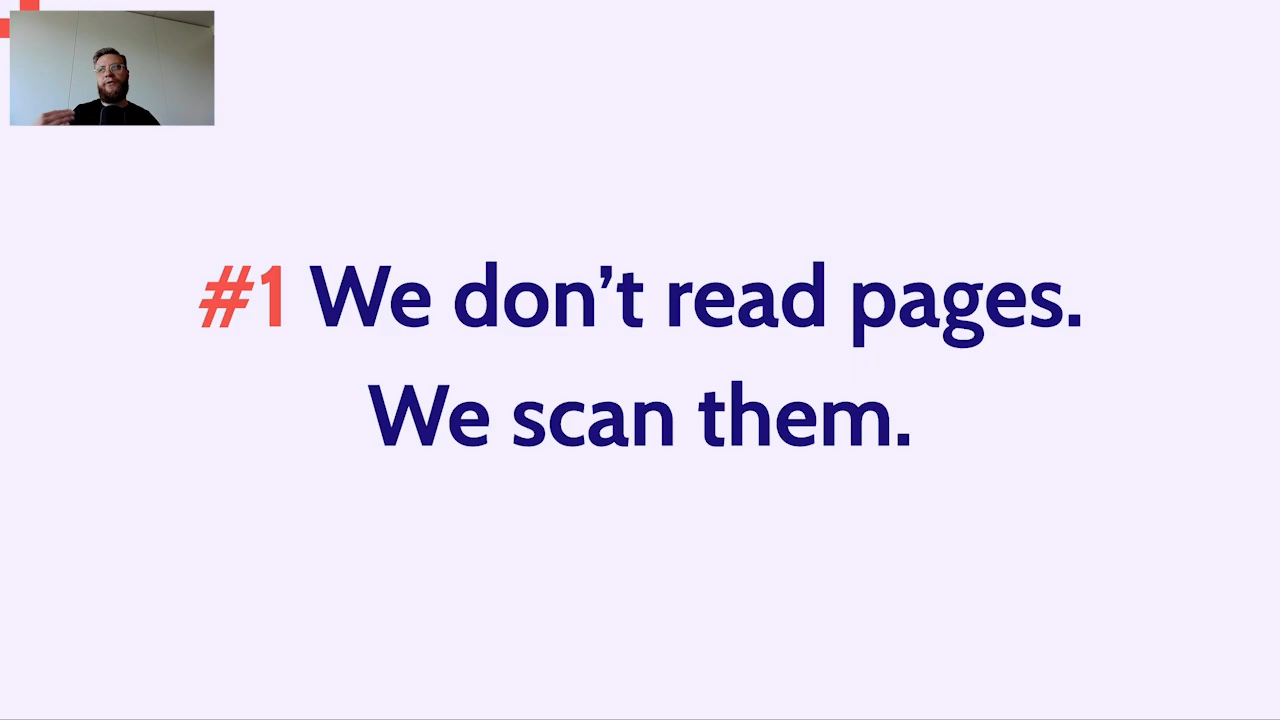 #1 We don’t read pages.
We scan them.